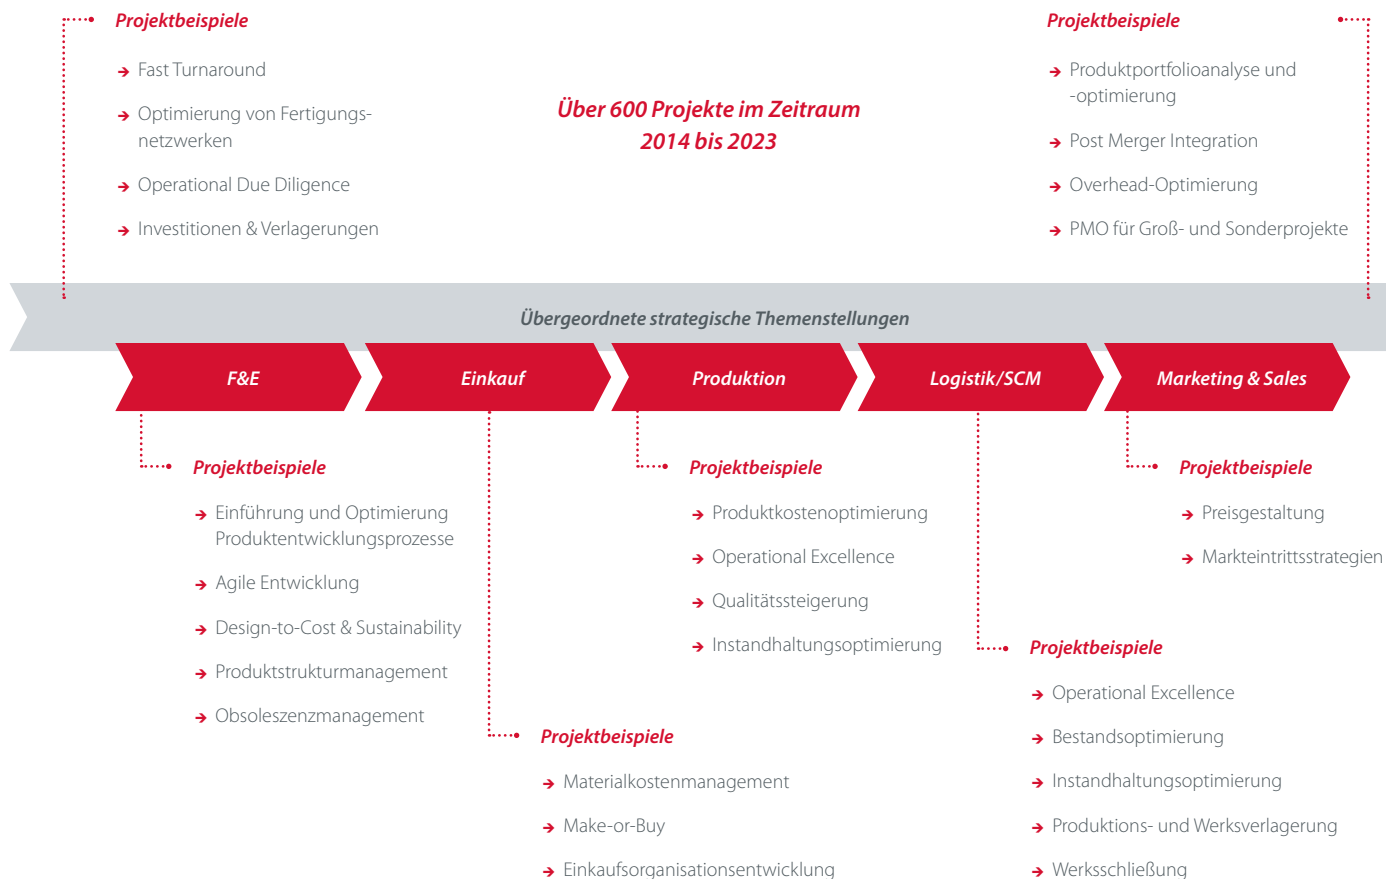 Projektbeispiele
Fast Turnaround
Optimierung von Fertigungs-
netzwerken
Operational Due Diligence
Investitionen & Verlagerungen
Über 600 Projekte im Zeitraum
2014 bis 2023
Projektbeispiele
Produktportfolioanalyse und
-optimierung
Post Merger Integration
Overhead-Optimierung
PMO für Groß- und Sonderprojekte
Übergeordnete strategische Themenstellungen
F&E
Einkauf
Produktion
Logistik/SCM
Marketing & Sales
Projektbeispiele
Einführung und Optimierung
Produktentwicklungsprozesse
Agile Entwicklung
Design-to-Cost & Sustainability
Produktstrukturmanagement
Obsoleszenzmanagement
Projektbeispiele
Materialkostenmanagement
Make-or-Buy
Einkaufsorganisationsentwicklung
Projektbeispiele
Produktkostenoptimierung
Operational Excellence
Qualitätssteigerung
Instandhaltungsoptimierung
Projektbeispiele
Operational Excellence
Bestandsoptimierung
Instandhaltungsoptimierung
Produktions- und Werksverlagerung
Werksschließung
Projektbeispiele
Preisgestaltung
Markteintrittsstrategien